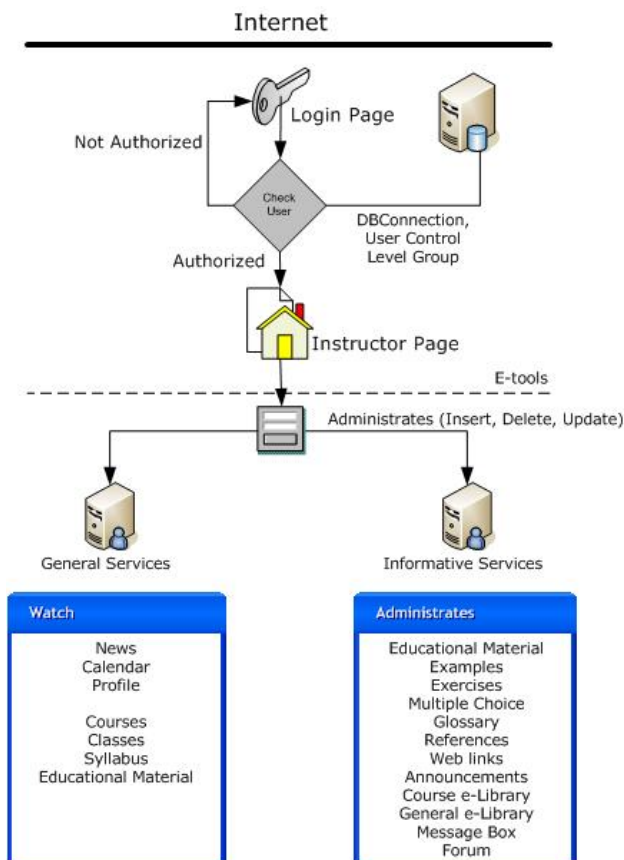 Internet
Login Page
Not Authorized
Check
User
DBConnection,
User Control
Level Group
Authorized
Instructor Page
E-tools
Administrates (Insert, Delete, Update)
General Services
Informative Services
Watch
News
Calendar
Profile
Courses
Classes
Syllabus
Educational Material
Administrates
Educational Material
Examples
Exercises
Multiple Choice
Glossary
References
Web links
Announcements
Course e-Library
General e-Library
Message Box
Forum